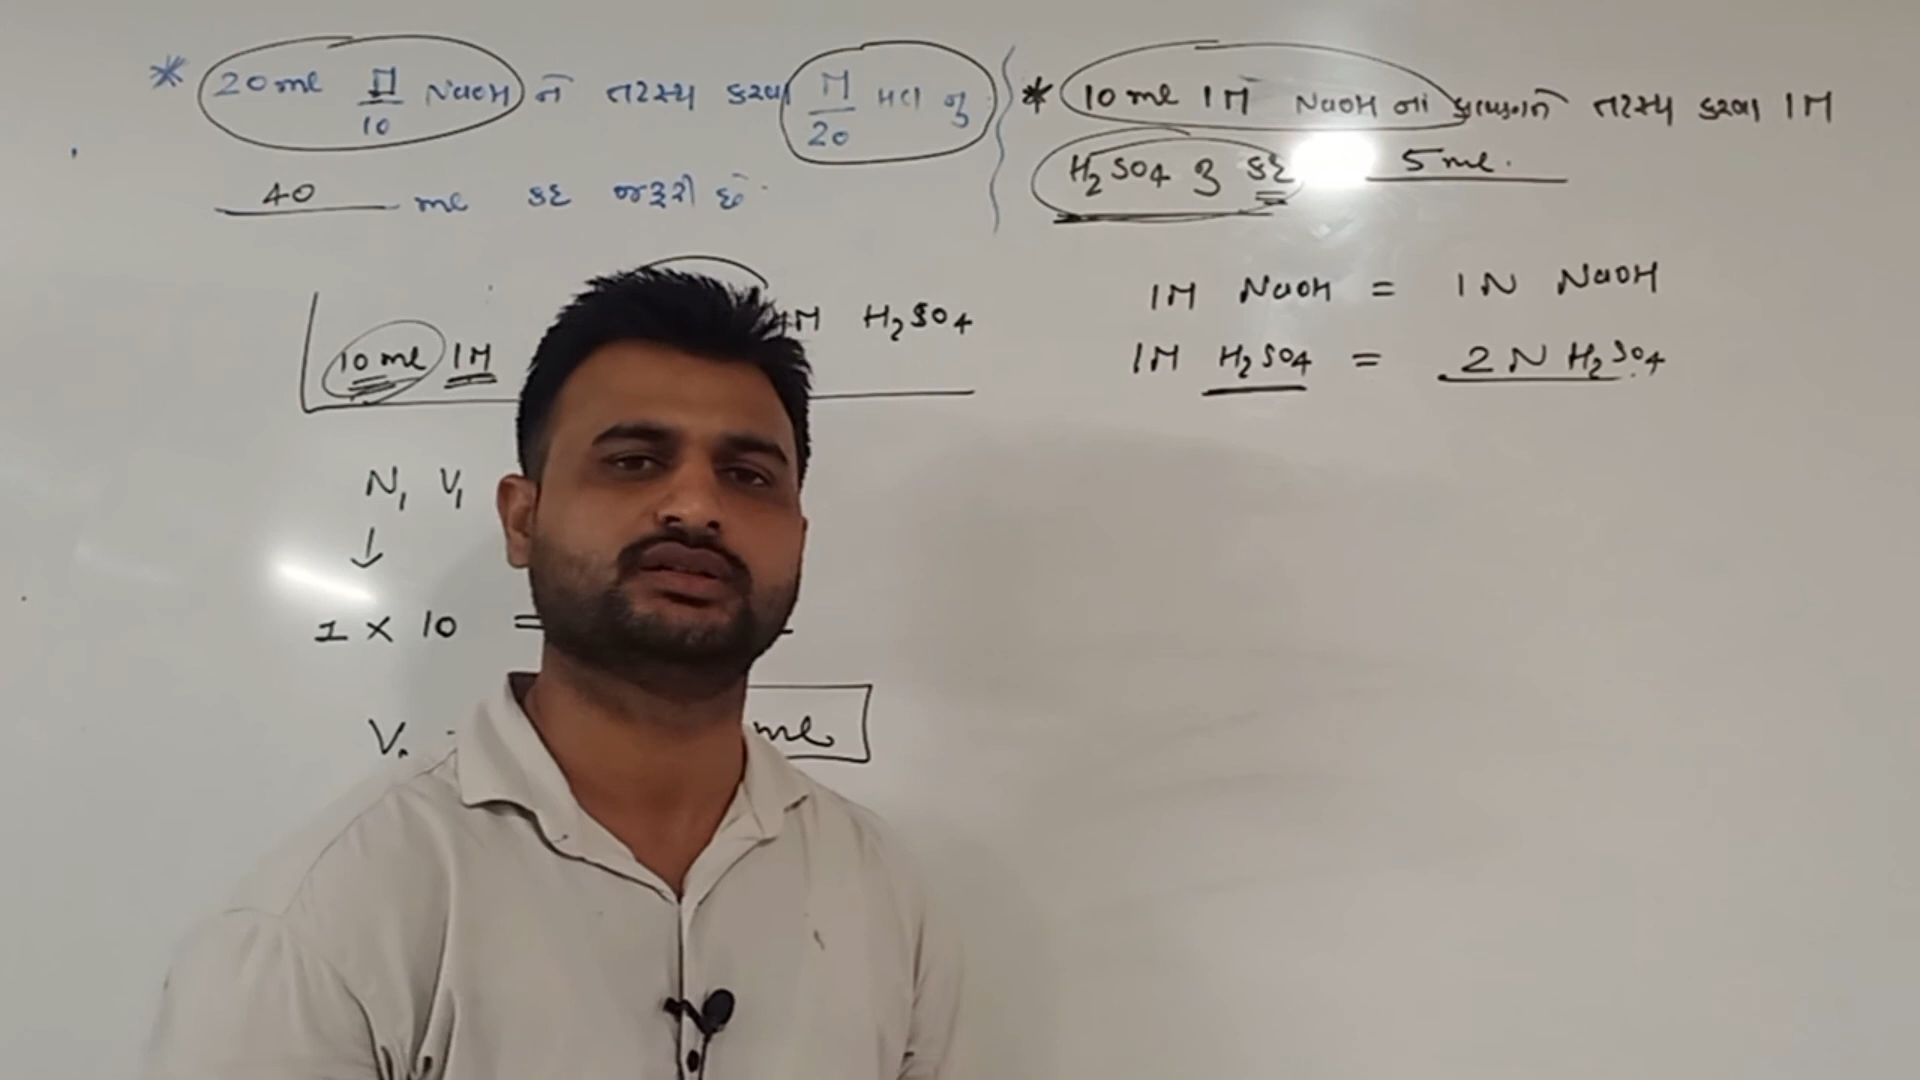 * 20 ml M/10 NaOH ને તટસ્થ કરવા M/20 HCl નુ
40 ml કદ જરૂરી છે.
* 10 ml 1M NaOH નાં દ્રાવણને તટસ્થ કરવા 1M
H₂SO₄ નુ કદ 5 ml.
1M NaOH = 1N NaOH
1M H₂SO₄ = 2N H₂SO₄
10 ml 1M 1M H₂SO₄
N₁ V₁
↓
1 × 10 =
V ml